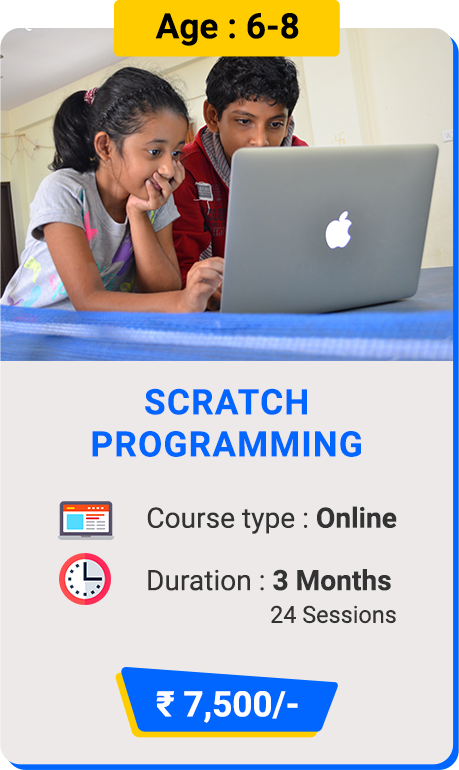 Age : 6-8
SCRATCH
PROGRAMMING
Course type : Online
Duration : 3 Months
24 Sessions
₹ 7,500/-